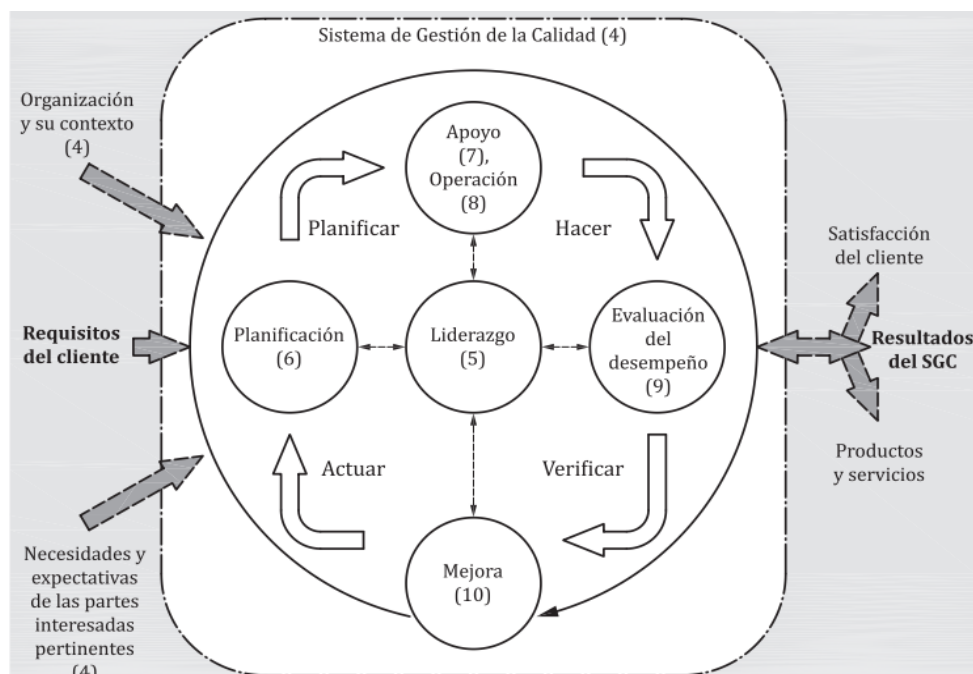 Sistema de Gestión de la Calidad (4)
Organización
y su contexto
(4)
Apoyo
(7),
Operación
(8)
Planificar
Hacer
Satisfacción
del cliente
Requisitos
del cliente
Planificación
(6)
Liderazgo
(5)
Evaluación
del
desempeño
(9)
Resultados
del SGC
Actuar
Verificar
Productos
y servicios
Necesidades y
expectativas
de las partes
interesadas
pertinentes
(4)
Mejora
(10)